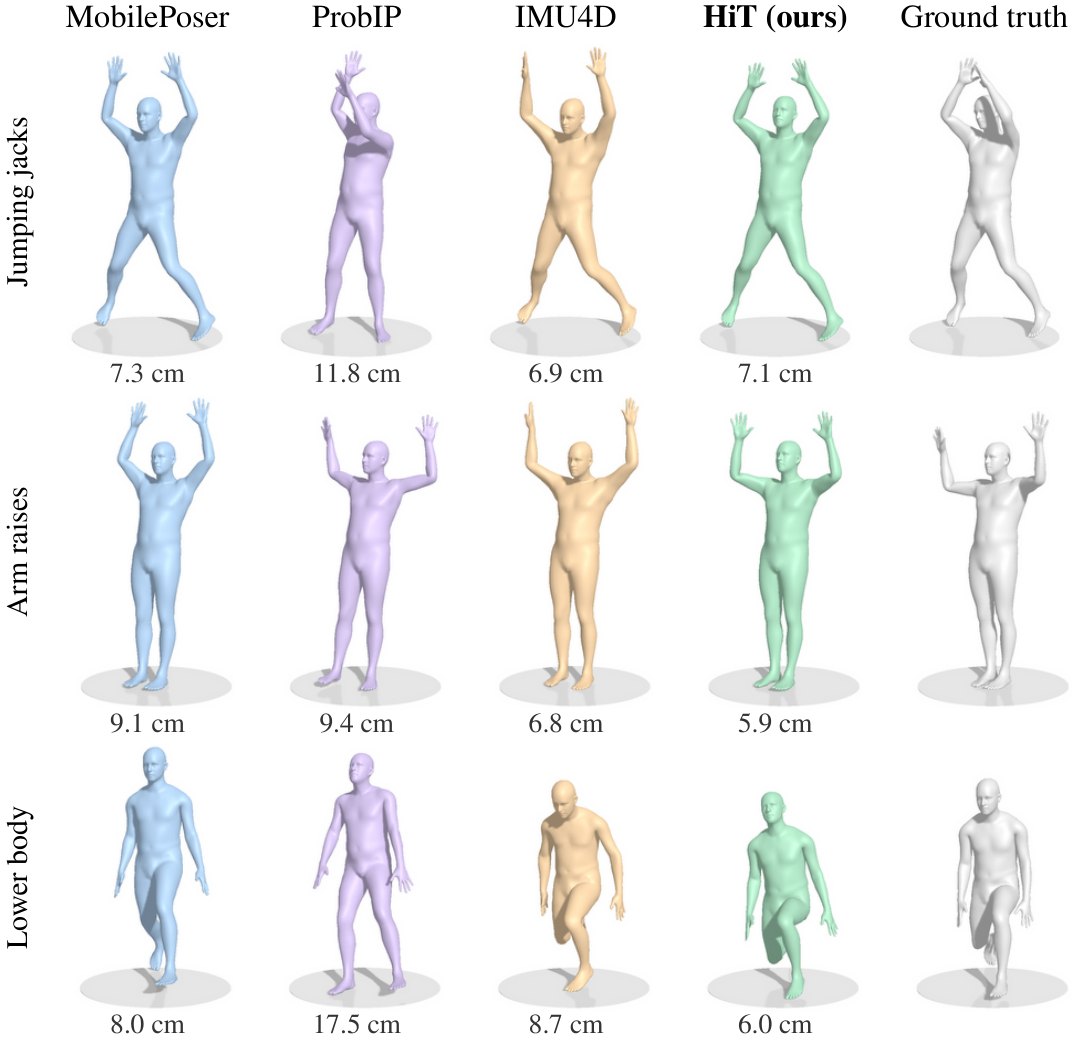 MobilePoser ProbIP IMU4D HiT (ours) Ground truth
Jumping jacks
7.3 cm 11.8 cm 6.9 cm 7.1 cm
Arm raises
9.1 cm 9.4 cm 6.8 cm 5.9 cm
Lower body
8.0 cm 17.5 cm 8.7 cm 6.0 cm